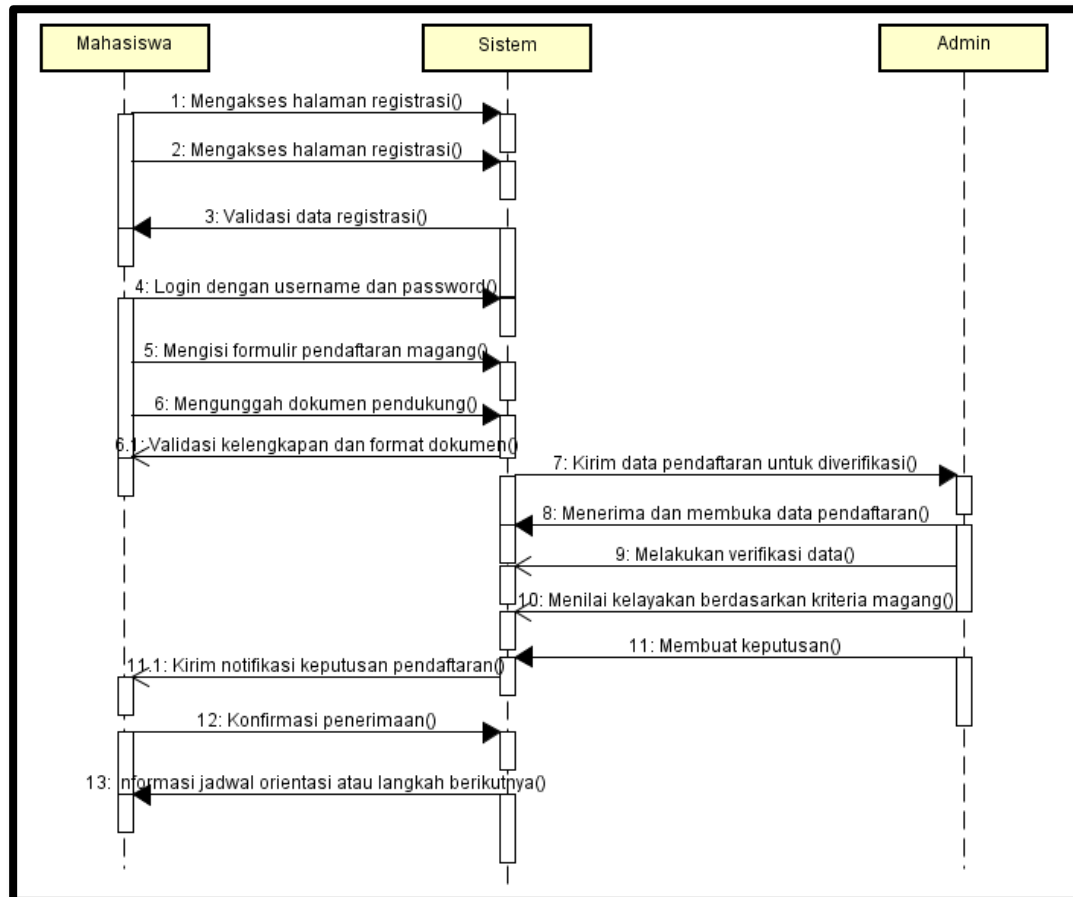 Mahasiswa
Sistem
Admin
1: Mengakses halaman registrasi()
2: Mengakses halaman registrasi()
3: Validasi data registrasi()
4: Login dengan username dan password()
5: Mengisi formulir pendaftaran magang()
6: Mengunggah dokumen pendukung()
6.1: Validasi kelengkapan dan format dokumen()
7: Kirim data pendaftaran untuk diverifikasi()
8: Menerima dan membuka data pendaftaran()
9: Melakukan verifikasi data()
10: Menilai kelayakan berdasarkan kriteria magang()
11: Membuat keputusan()
11.1: Kirim notifikasi keputusan pendaftaran()
12: Konfirmasi penerimaan()
13: Informasi jadwal orientasi atau langkah berikutnya()